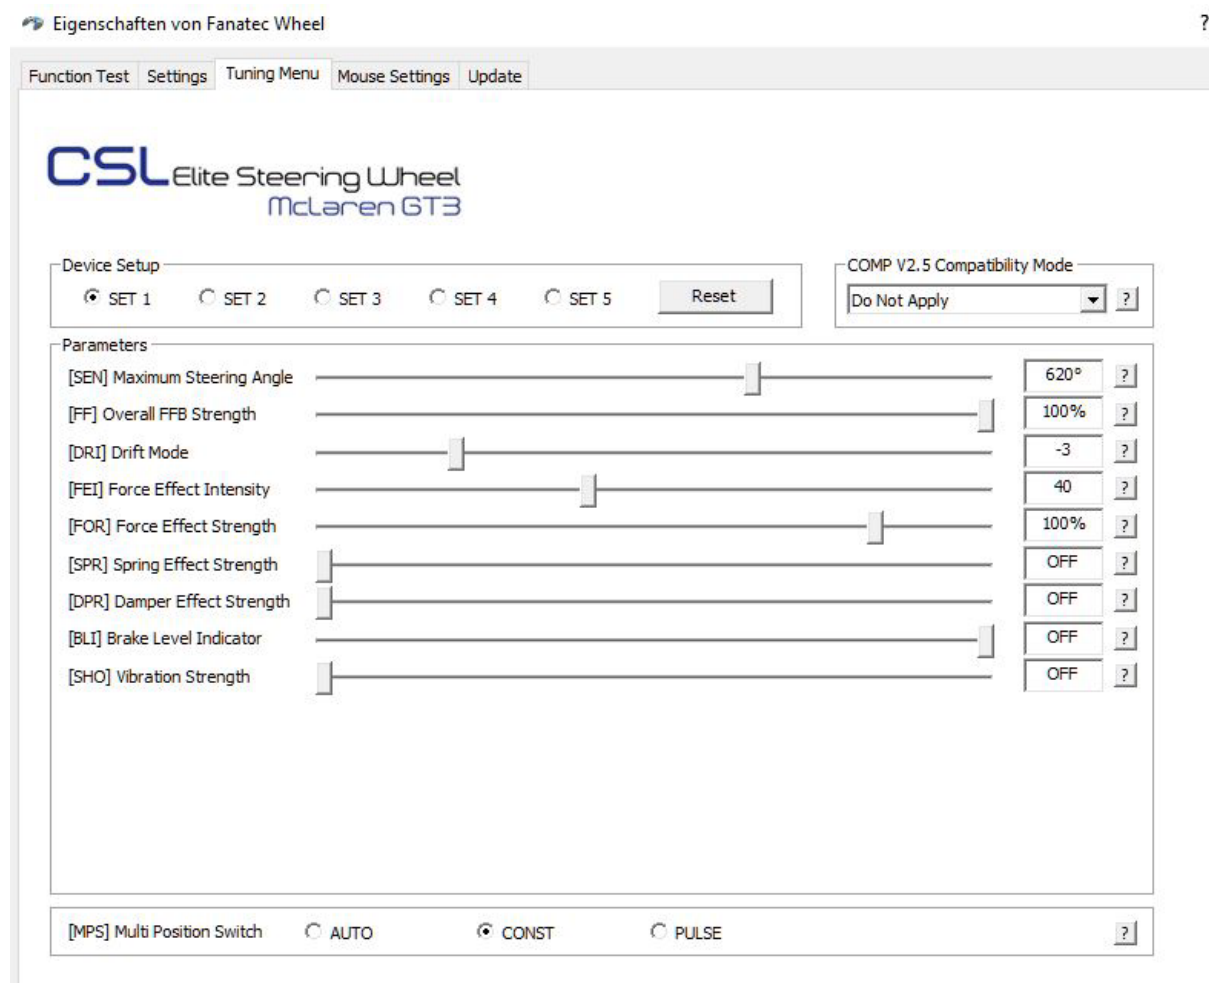 Eigenschaften von Fanatec Wheel ?
Function Test Settings Tuning Menu Mouse Settings Update
CSL Elite Steering Wheel
McLaren GT3
Device Setup
SET 1 SET 2 SET 3 SET 4 SET 5 Reset
COMP V2.5 Compatibility Mode
Do Not Apply ?
Parameters
[SEN] Maximum Steering Angle 620° ?
[FF] Overall FFB Strength 100% ?
[DRI] Drift Mode -3 ?
[FEI] Force Effect Intensity 40 ?
[FOR] Force Effect Strength 100% ?
[SPR] Spring Effect Strength OFF ?
[DPR] Damper Effect Strength OFF ?
[BLI] Brake Level Indicator OFF ?
[SHO] Vibration Strength OFF ?
[MPS] Multi Position Switch AUTO CONST PULSE ?